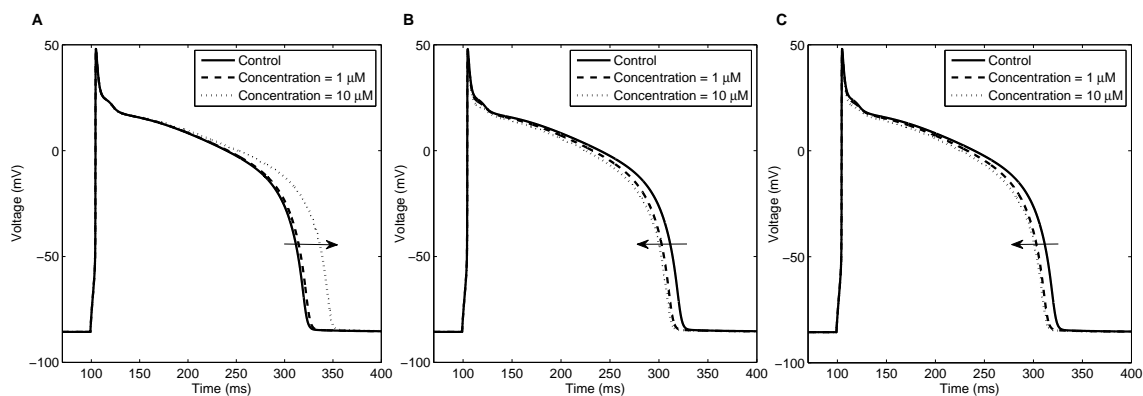 A
50
0
−50
−100
Voltage (mV)
100 150 200 250 300 350 400
Time (ms)
Control
Concentration = 1 μM
Concentration = 10 μM
B
50
0
−50
−100
Voltage (mV)
100 150 200 250 300 350 400
Time (ms)
Control
Concentration = 1 μM
Concentration = 10 μM
C
50
0
−50
−100
Voltage (mV)
100 150 200 250 300 350 400
Time (ms)
Control
Concentration = 1 μM
Concentration = 10 μM